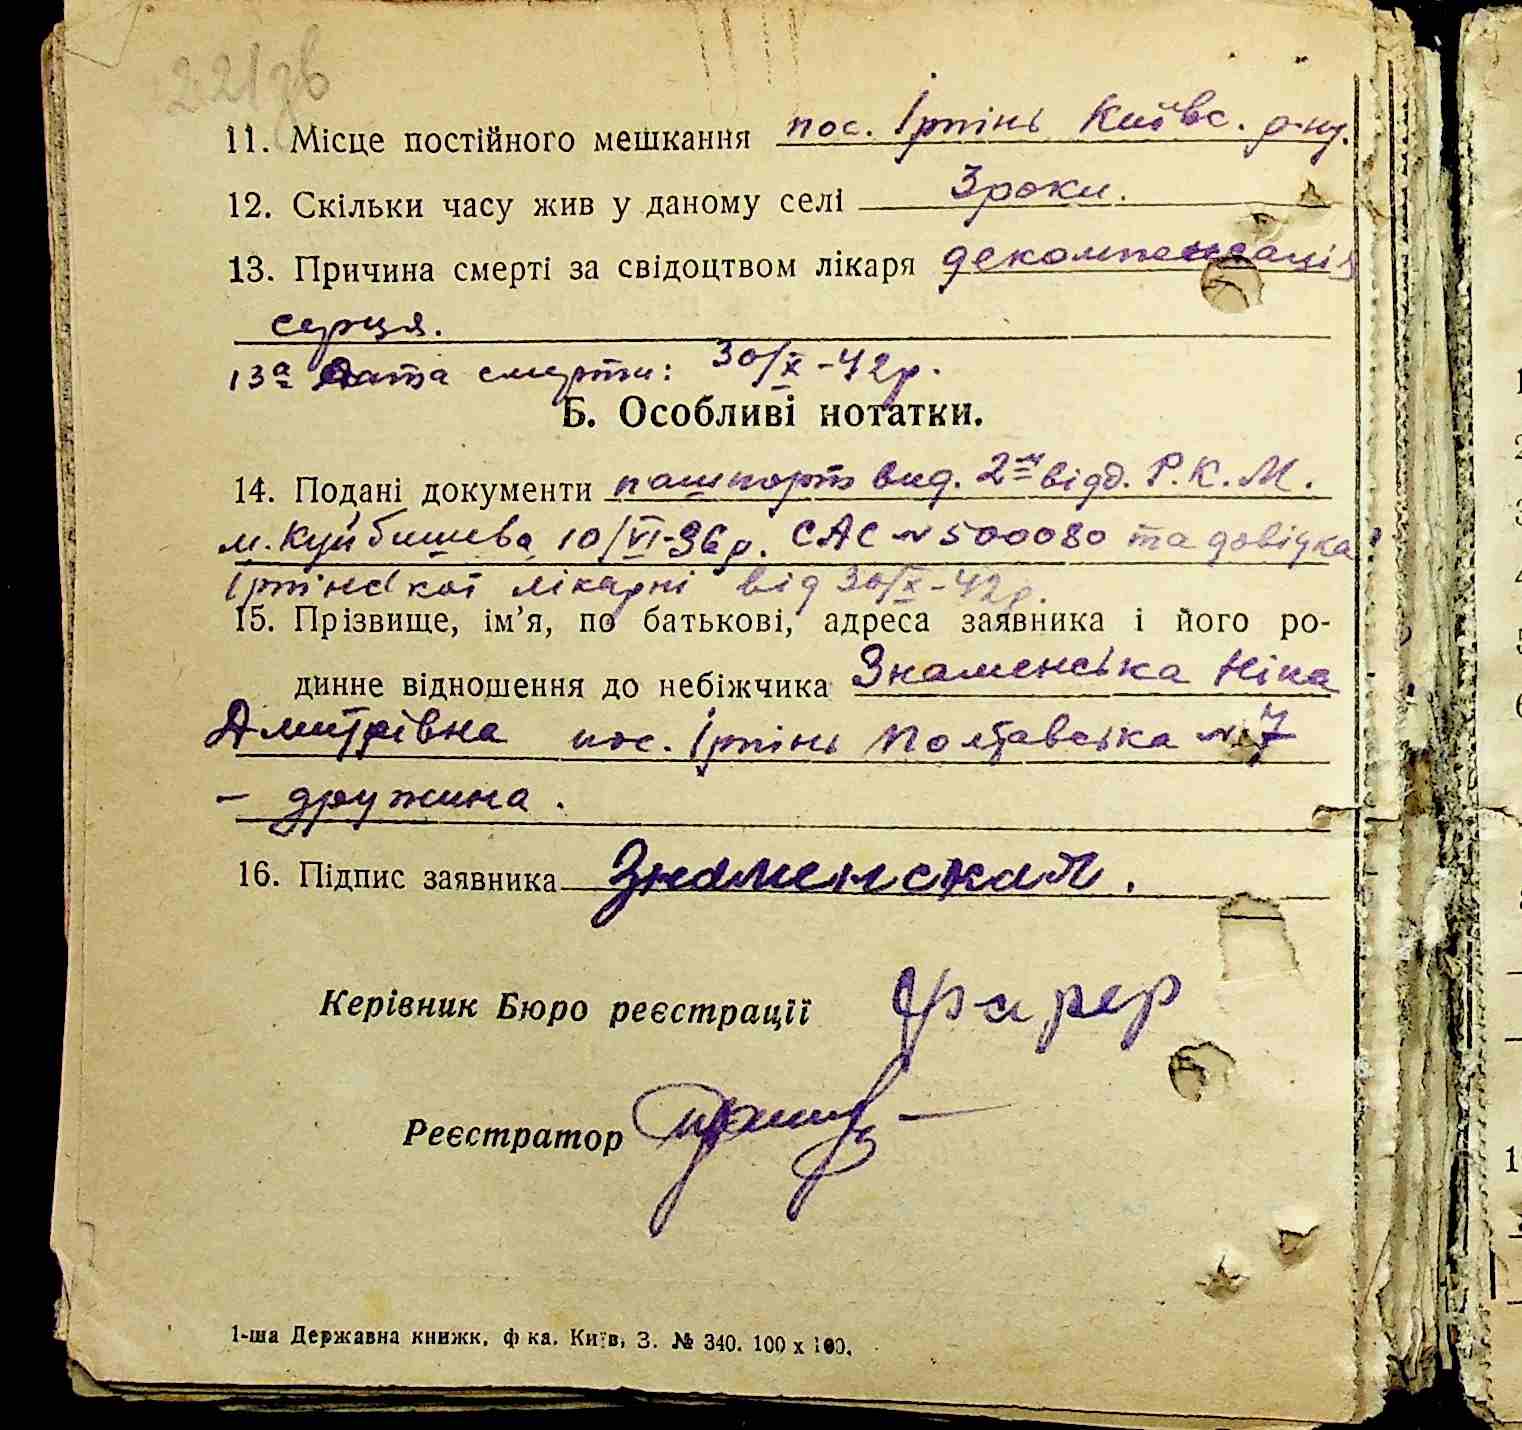 221зв
11. Місце постійного мешкання пос. Ірпінь Київс. р-ну.
12. Скільки часу жив у даному селі 3 роки.
13. Причина смерті за свідоцтвом лікаря декомпенсація
серця.
13а Дата смерти: 30/X-42р.
Б. Особливі нотатки.
14. Подані документи пашпорт вид. 2м відд. Р.К.М.
м. Куйбишева 10/VI-36р. САС № 500080 та довідка
Ірпінської лікарні від 30/X-42р.
15. Прізвище, ім'я, по батькові, адреса заявника і його ро-
динне відношення до небіжчика Знаменська Ніна
Дмитрівна пос. Ірпінь Полтавська № 7
- дружина.
16. Підпис заявника Знаменская.
Керівник Бюро реєстрації
Реєстратор
1-ша Державна книжк. ф-ка. Київ, З. № 340. 100 х 100.